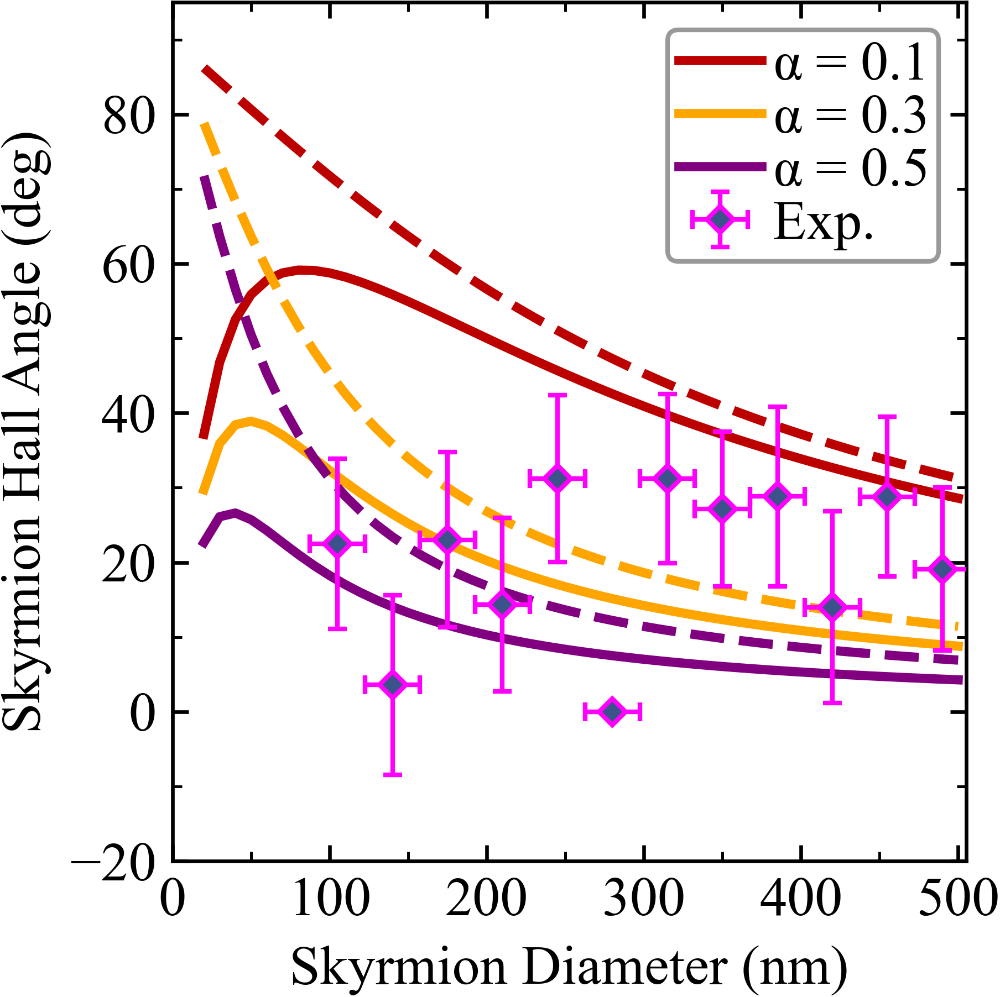 α = 0.1
α = 0.3
α = 0.5
Exp.
Skyrmion Hall Angle (deg)
80
60
40
20
0
−20
0 100 200 300 400 500
Skyrmion Diameter (nm)